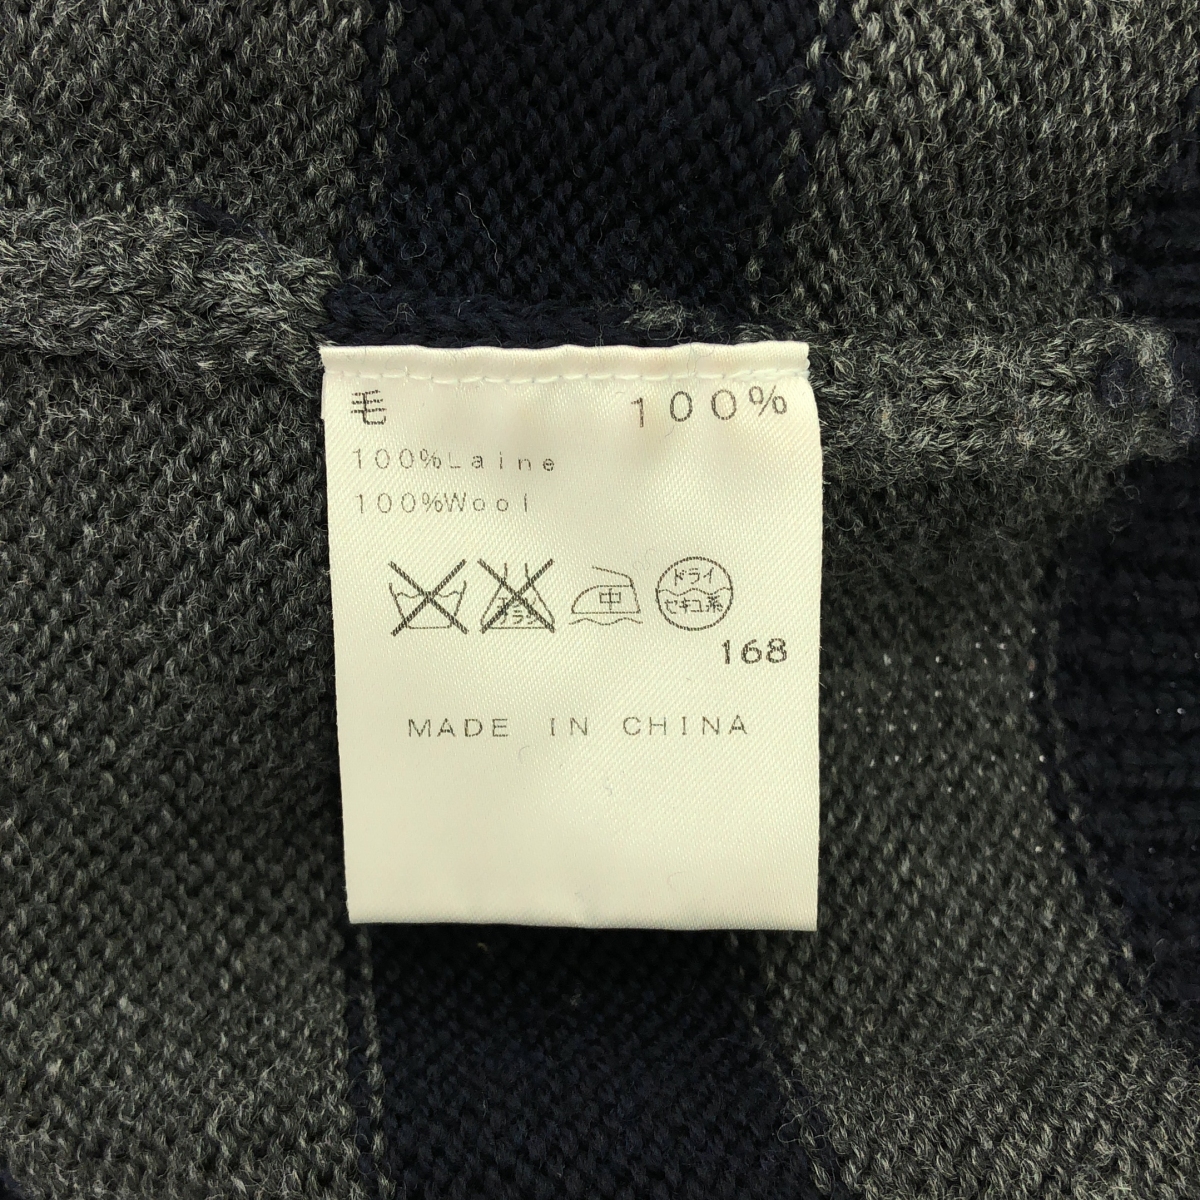 毛 100%
100%Laine
100%Wool
中 ドライ
セキユ系
168
MADE IN CHINA